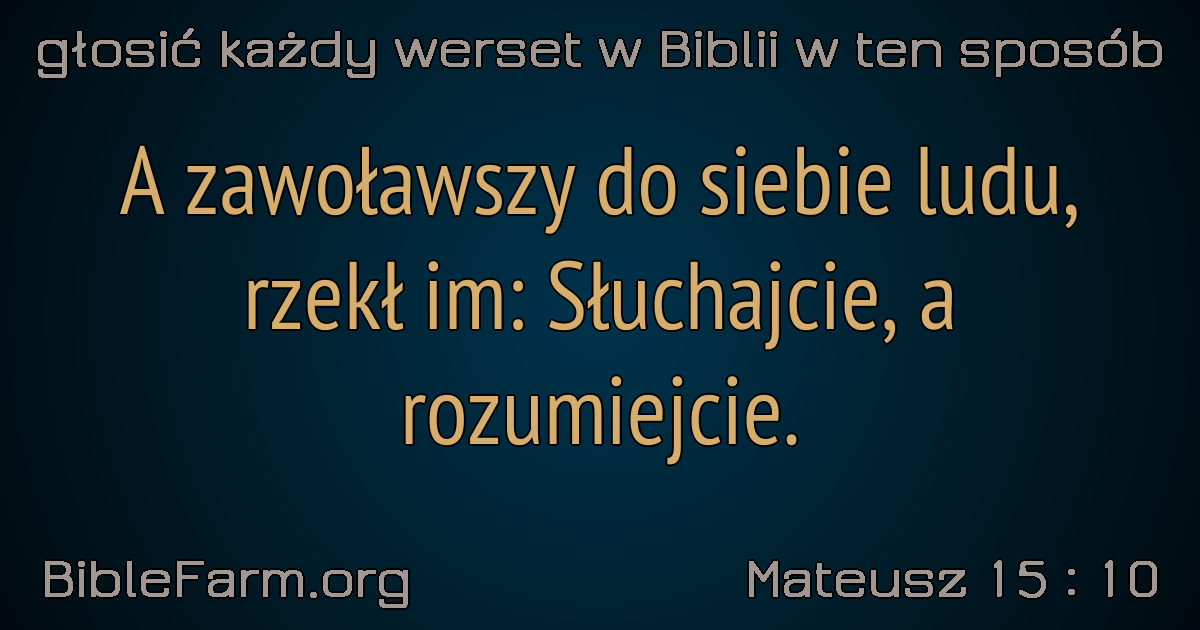 głosić każdy werset w Biblii w ten sposób
A zawoławszy do siebie ludu,
rzekł im: Słuchajcie, a
rozumiejcie.
BibleFarm.org
Mateusz 15 : 10